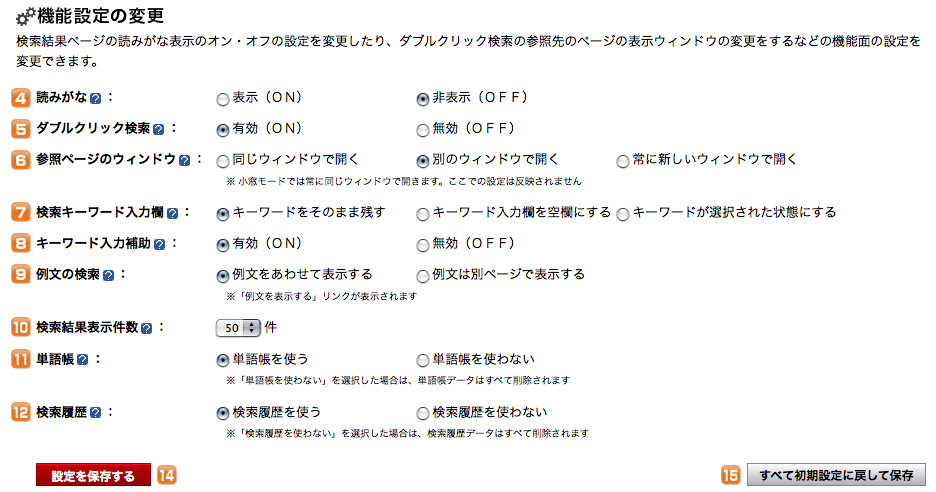 機能設定の変更
検索結果ページの読みがな表示のオン・オフの設定を変更したり、ダブルクリック検索の参照先のページの表示ウィンドウの変更をするなどの機能面の設定を
変更できます。
4 読みがな ? : 表示(ON) 非表示(OFF)
5 ダブルクリック検索 ? : 有効(ON) 無効(OFF)
6 参照ページのウィンドウ ? : 同じウィンドウで開く 別のウィンドウで開く 常に新しいウィンドウで開く
※ 小窓モードでは常に同じウィンドウで開きます。ここでの設定は反映されません
7 検索キーワード入力欄 ? : キーワードをそのまま残す キーワード入力欄を空欄にする キーワードが選択された状態にする
8 キーワード入力補助 ? : 有効(ON) 無効(OFF)
9 例文の検索 ? : 例文をあわせて表示する 例文は別ページで表示する
※「例文を表示する」リンクが表示されます
10 検索結果表示件数 ? : 50 件
11 単語帳 ? : 単語帳を使う 単語帳を使わない
※「単語帳を使わない」を選択した場合は、単語帳データはすべて削除されます
12 検索履歴 ? : 検索履歴を使う 検索履歴を使わない
※「検索履歴を使わない」を選択した場合は、検索履歴データはすべて削除されます
設定を保存する 14 15 すべて初期設定に戻して保存